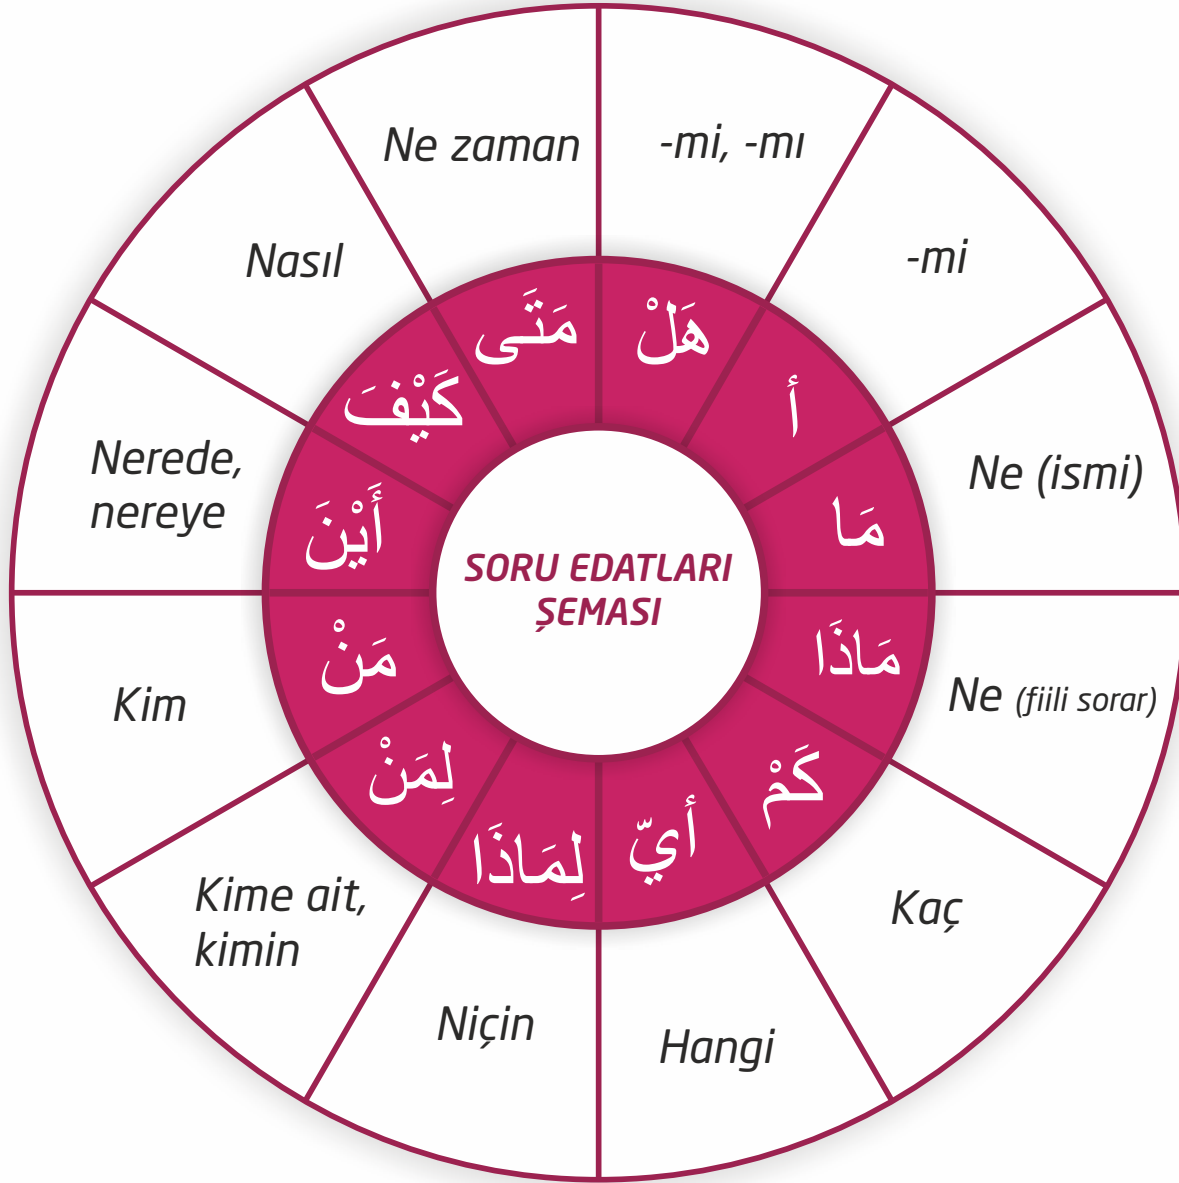 SORU EDATLARI
ŞEMASI
-mi, -mı
هَلْ
-mi
أ
Ne (ismi)
مَا
Ne (fiili sorar)
مَاذَا
Kaç
كَمْ
Hangi
أيّ
Niçin
لِمَاذَا
Kime ait,
kimin
لِمَنْ
Kim
مَنْ
Nerede,
nereye
أَيْنَ
Nasıl
كَيْفَ
Ne zaman
مَتَى